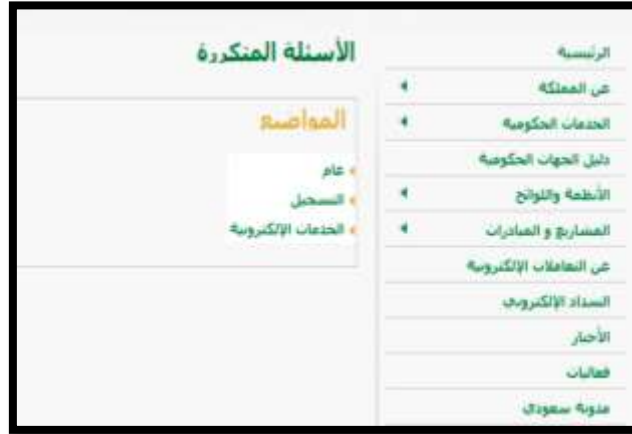 الرئيسية
عن المملكة
الخدمات الحكومية
دليل الجهات الحكومية
الأنظمة واللوائح
المشاريع و المبادرات
عن التعاملات الإلكترونية
السداد الإلكتروني
الأخبار
فعاليات
مدونة سعودي
الأسئلة المتكررة
المواضيع
عام
التسجيل
الخدمات الإلكترونية